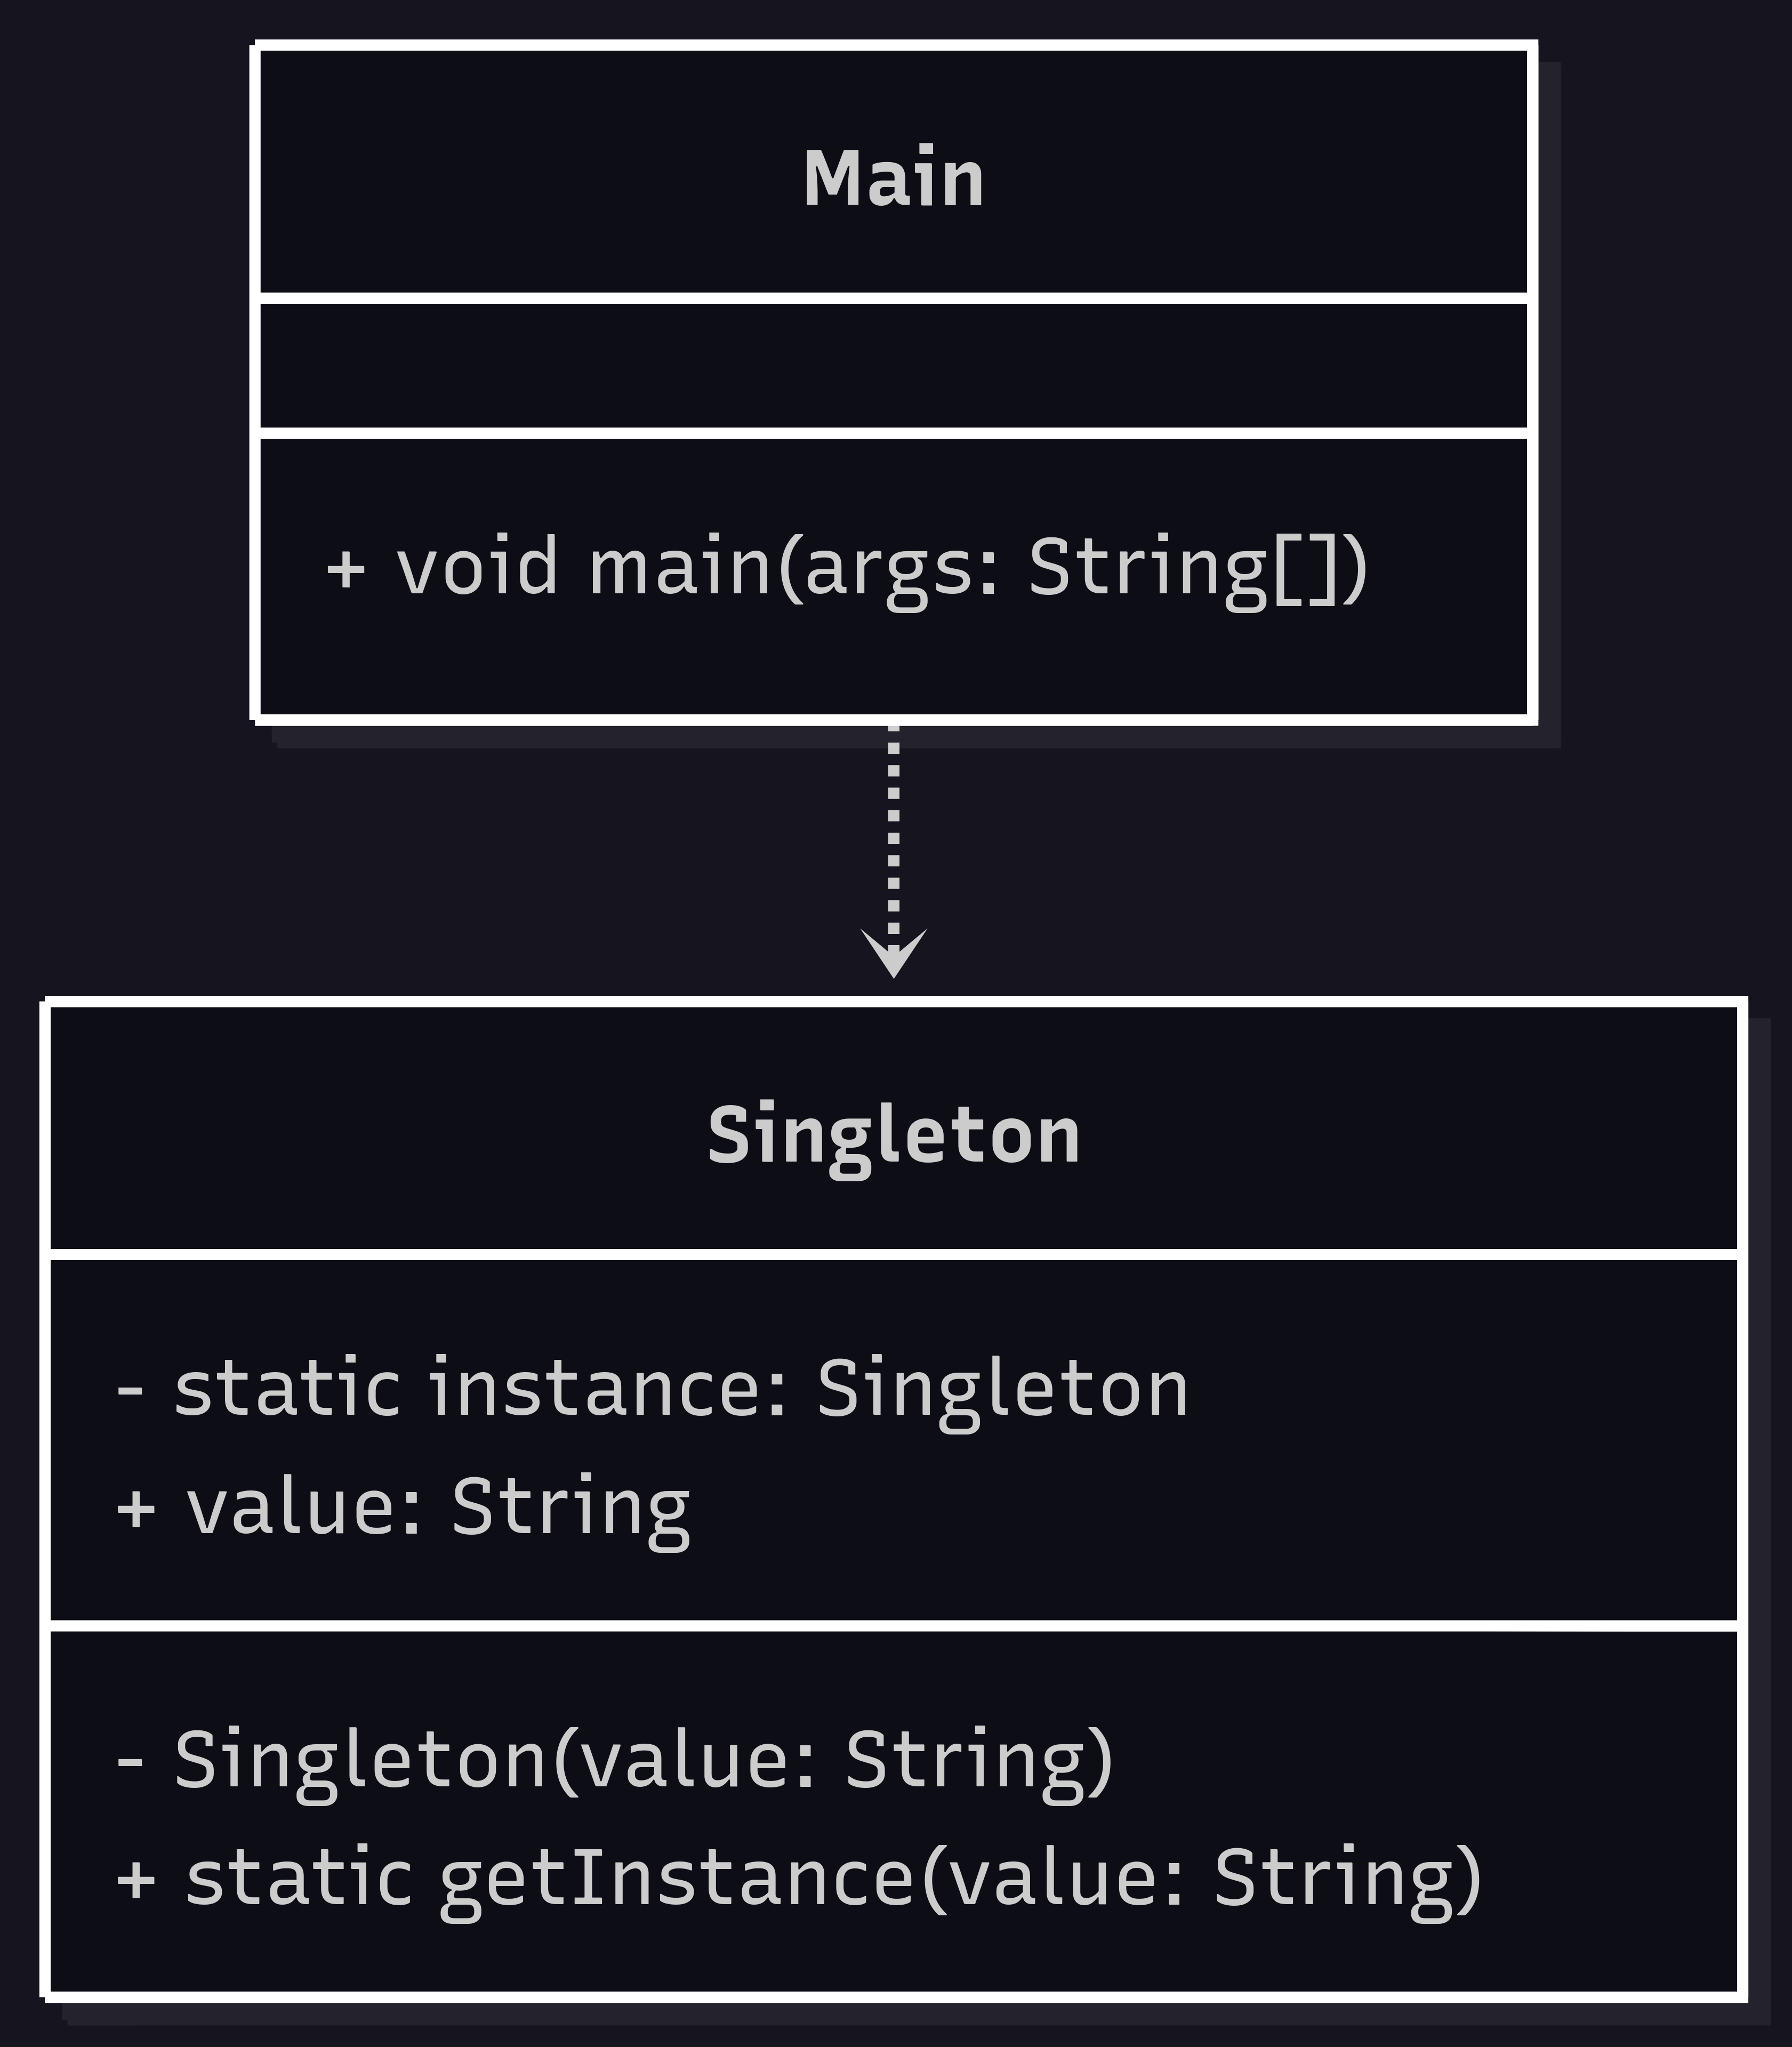 Main
+ void main(args: String[])
Singleton
- static instance: Singleton
+ value: String
- Singleton(value: String)
+ static getInstance(value: String)